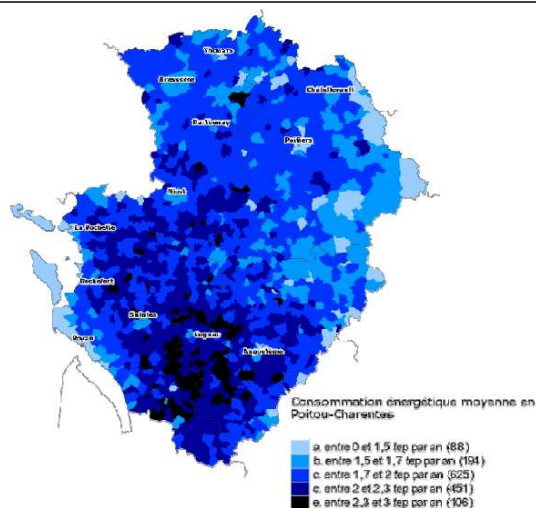 Thouars
Bressuire
Châtellerault
Parthenay
Poitiers
Niort
La Rochelle
Rochefort
Saintes
Cognac
Royan
Angoulême
Consommation énergétique moyenne en
Poitou-Charentes
a. entre 0 et 1,5 tep par an (88)
b. entre 1,5 et 1,7 tep par an (194)
c. entre 1,7 et 2 tep par an (625)
c. entre 2 et 2,3 tep par an (451)
e. entre 2,3 et 3 tep par an (106)